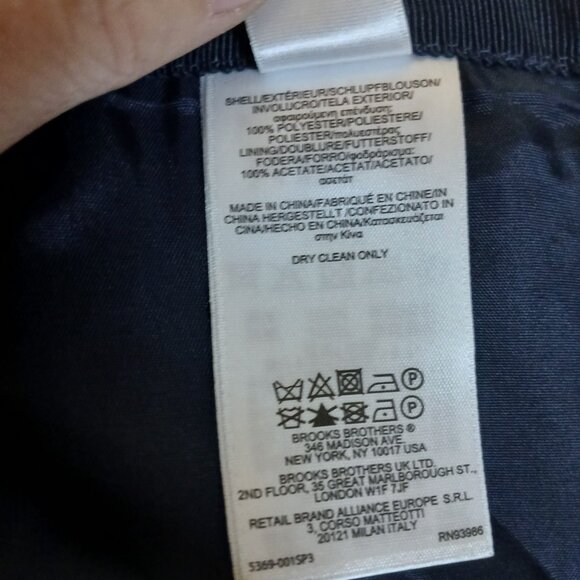 SHELL/EXTÉRIEUR/SCHLUPFBLOUSON/
INVOLUCRO/TELA EXTERIOR/
αφαιρούμενη επένδυση:
100% POLYESTER/POLYESTERE/
POLIESTER/πολυεστέρας
LINING/DOUBLURE/FUTTERSTOFF/
FODERA/FORRO/φοδράρισμα:
100% ACETATE/ACETAT/ACETATO/
ασετάτ
MADE IN CHINA/FABRIQUÉ EN CHINE/IN
CHINA HERGESTELLT /CONFEZIONATO IN
CINA/HECHO EN CHINA/Κατασκευάζεται
στην Κίνα
DRY CLEAN ONLY
P
P
BROOKS BROTHERS ®
346 MADISON AVE.
NEW YORK, NY 10017 USA
BROOKS BROTHERS UK LTD.
2ND FLOOR, 35 GREAT MARLBOROUGH ST.,
LONDON W1F 7JF
RETAIL BRAND ALLIANCE EUROPE S.R.L.
3, CORSO MATTEOTTI
20121 MILAN ITALY
RN93966
5369-001SP3